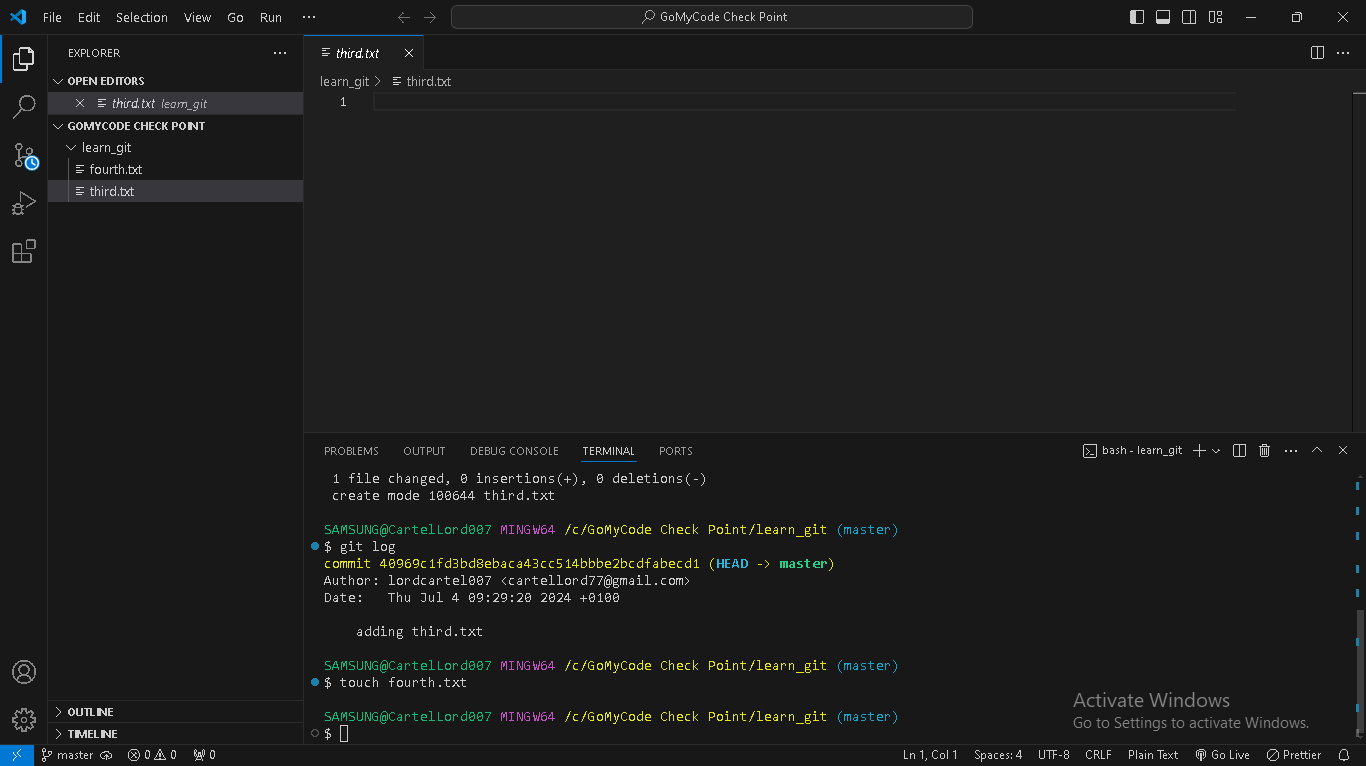 File Edit Selection View Go Run ···
GoMyCode Check Point
EXPLORER ···
OPEN EDITORS
third.txt learn_git
GOMYCODE CHECK POINT
learn_git
fourth.txt
third.txt
OUTLINE
TIMELINE
third.txt
learn_git > third.txt
1
PROBLEMS OUTPUT DEBUG CONSOLE TERMINAL PORTS
bash - learn_git
1 file changed, 0 insertions(+), 0 deletions(-)
create mode 100644 third.txt
SAMSUNG@CartelLord007 MINGW64 /c/GoMyCode Check Point/learn_git (master)
$ git log
commit 40969c1fd3bd8ebaca43cc514bbbe2bcdfabecd1 (HEAD -> master)
Author: lordcartel007 <cartellord77@gmail.com>
Date: Thu Jul 4 09:29:20 2024 +0100
adding third.txt
SAMSUNG@CartelLord007 MINGW64 /c/GoMyCode Check Point/learn_git (master)
$ touch fourth.txt
SAMSUNG@CartelLord007 MINGW64 /c/GoMyCode Check Point/learn_git (master)
$
Activate Windows
Go to Settings to activate Windows.
master 0 0 0 Ln 1, Col 1 Spaces: 4 UTF-8 CRLF Plain Text Go Live Prettier